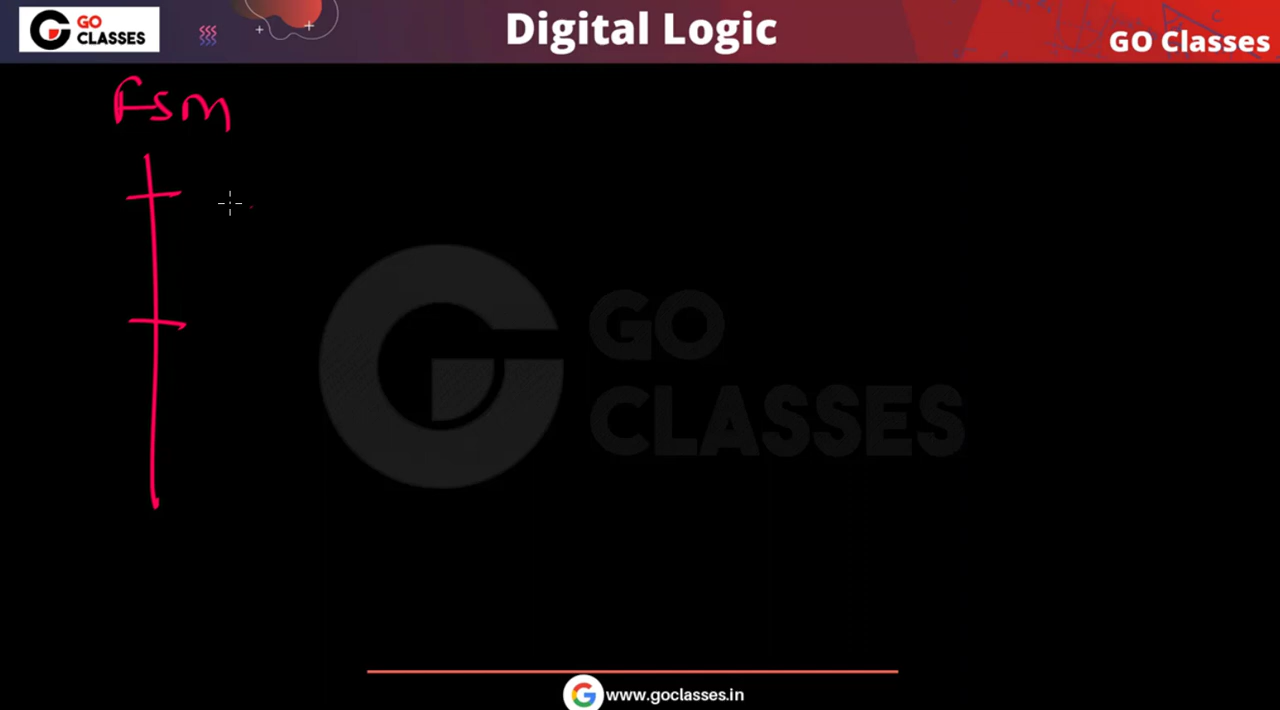 GO
CLASSES
Digital Logic
GO Classes
FSM
GO
CLASSES
www.goclasses.in